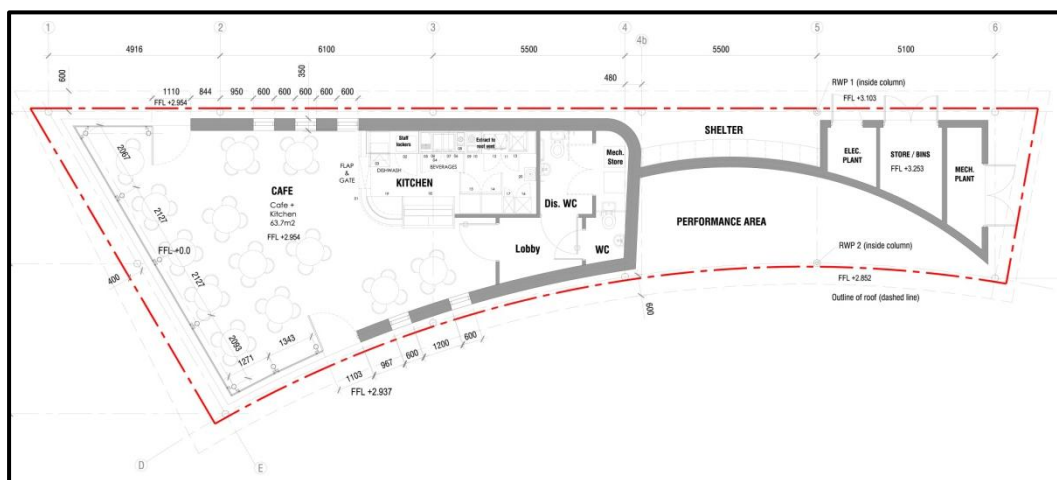 1
2
3
4
4b
5
6
4916
6100
5500
5500
5100
600
350
480
RWP 1 (inside column)
FFL +3.103
1110
844
950
600
600
600
600
600
FFL +2.954
SHELTER
Staff
lockers
Extract to
roof cowl
Mech.
Store
ELEC.
PLANT
STORE / BINS
FFL +3.253
MECH.
PLANT
2067
FLAP
&
GATE
DISHWASH
BEVERAGES
KITCHEN
CAFE
Cafe +
Kitchen
63.7m2
FFL +2.954
Dis. WC
2127
PERFORMANCE AREA
FFL +0.0
Lobby
WC
RWP 2 (inside column)
400
2127
FFL +2.852
Outline of roof (dashed line)
600
2093
1271
1343
1103
967
600
1200
600
FFL +2.937
D
E